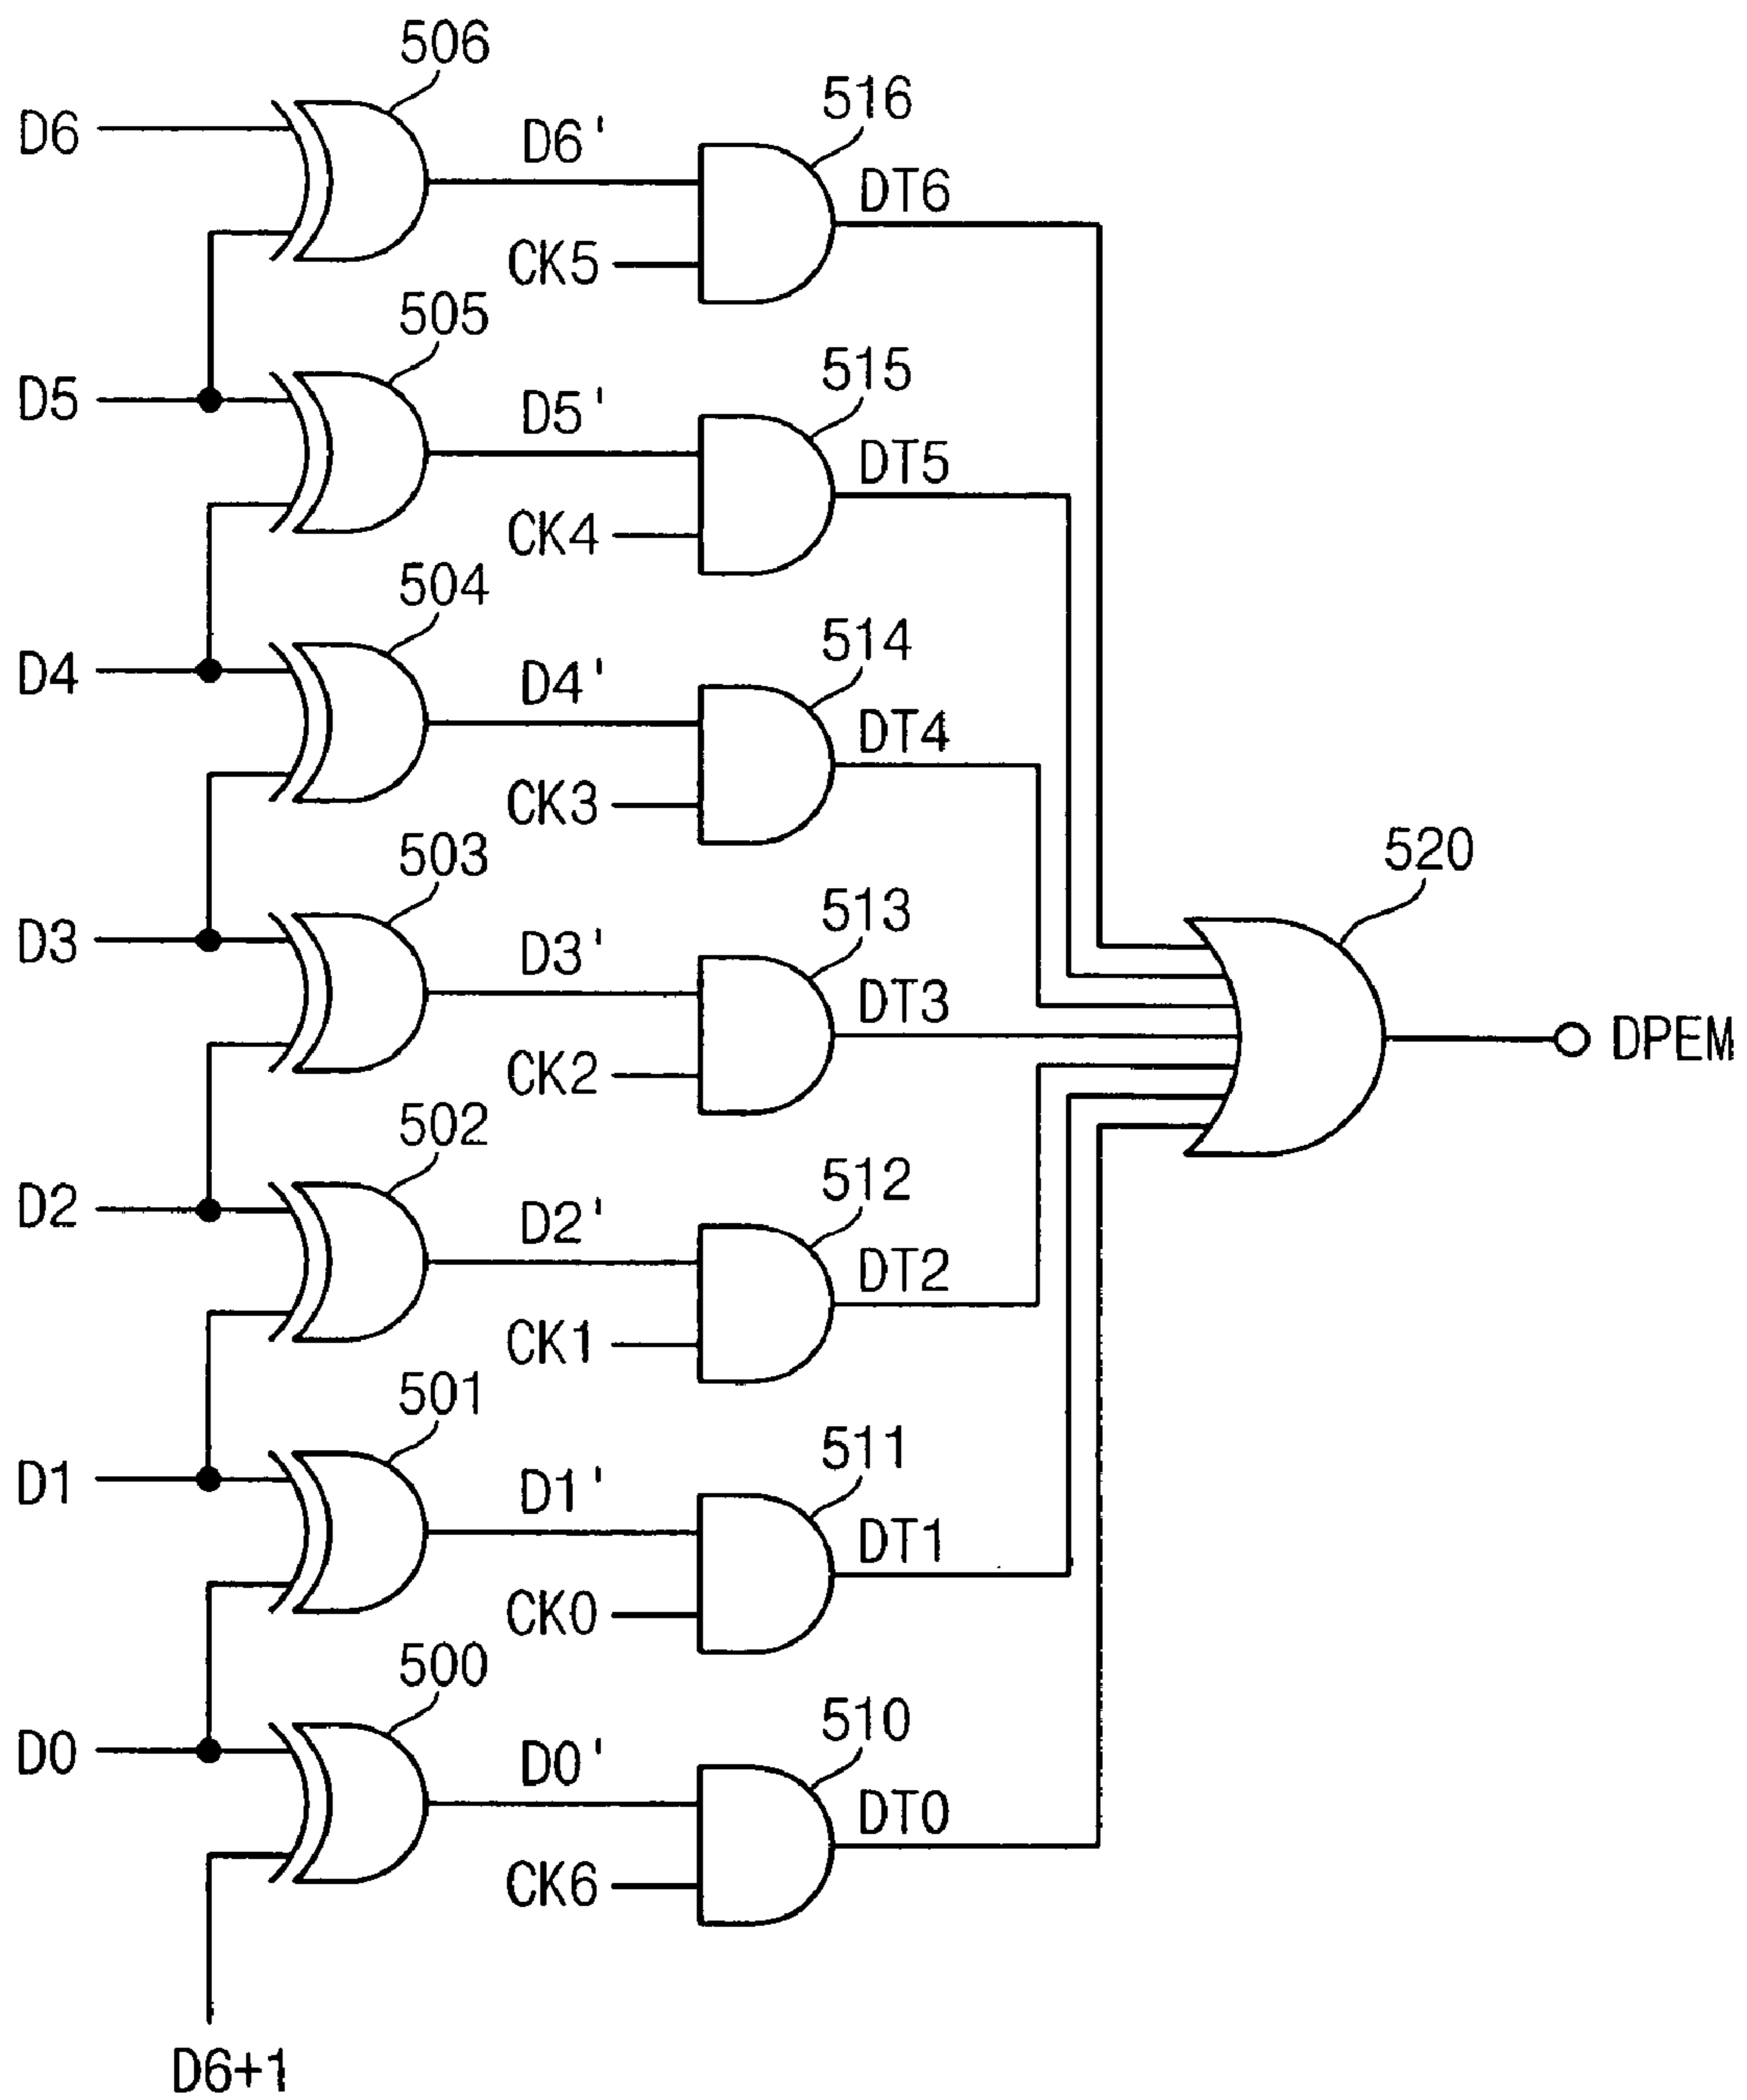 506
516
D6
D6'
DT6
CK5
505
515
D5
D5'
DT5
CK4
504
514
D4
D4'
DT4
CK3
503
513
520
D3
D3'
DT3
DPEM
CK2
502
512
D2
D2'
DT2
CK1
501
511
D1
D1'
DT1
CK0
500
510
D0
D0'
DT0
CK6
D6+1